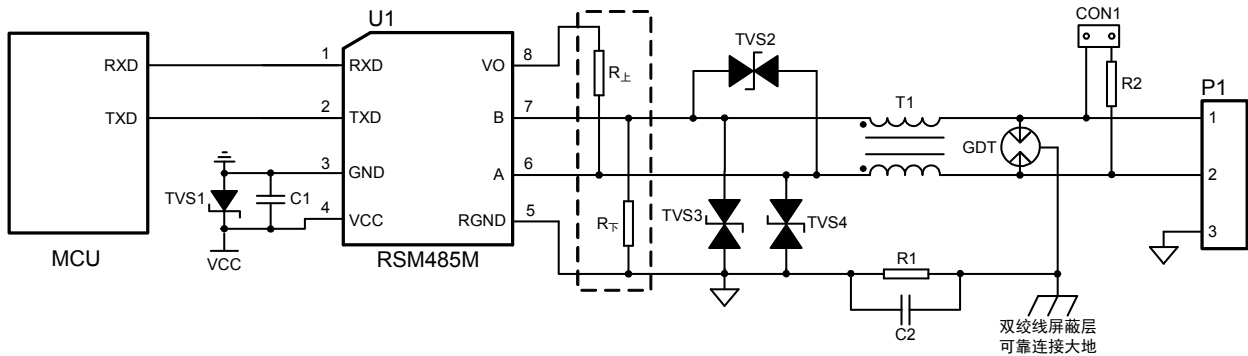 CON1
U1
TVS2
MCU
RXD
TXD
1
2
3
4
RXD
TXD
GND
VCC
VO
B
A
RGND
8
7
6
5
RSM485M
TVS1
C1
VCC
R上
R下
TVS3
TVS4
T1
GDT
R2
P1
1
2
3
R1
C2
双绞线屏蔽层
可靠连接大地